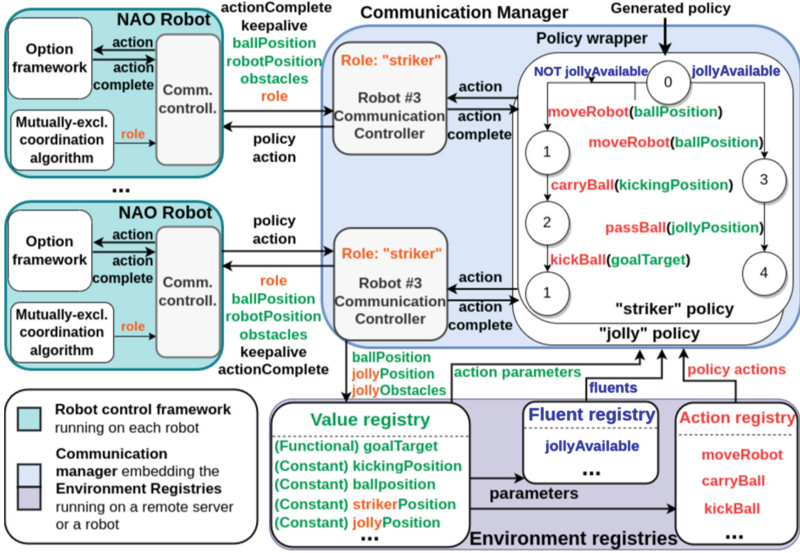 NAO Robot
Option
framework
action
action
complete
Comm.
controll.
Mutually-excl.
coordination
algorithm
role
...
actionComplete
keepalive
ballPosition
robotPosition
obstacles
role
policy
action
Communication Manager
Role: "striker"
Robot #3
Communication
Controller
action
action
complete
Generated policy
Policy wrapper
NOT jollyAvailable
0
jollyAvailable
moveRobot(ballPosition)
moveRobot(ballPosition)
1
3
carryBall(kickingPosition)
2
passBall(jollyPosition)
kickBall(goalTarget)
4
1
"striker" policy
"jolly" policy
NAO Robot
Option
framework
action
action
complete
Comm.
controll.
Mutually-excl.
coordination
algorithm
role
policy
action
role
ballPosition
robotPosition
obstacles
keepalive
actionComplete
Role: "striker"
Robot #3
Communication
Controller
action
action
complete
ballPosition
jollyPosition
jollyObstacles
action parameters
fluents
policy actions
Robot control framework
running on each robot
Communication
manager embedding the
Environment Registries
running on a remote server
or a robot
Value registry
(Functional) goalTarget
(Constant) kickingPosition
(Constant) ballposition
(Constant) strikerPosition
(Constant) jollyPosition
...
Fluent registry
jollyAvailable
...
parameters
Action registry
moveRobot
carryBall
kickBall
...
Environment registries